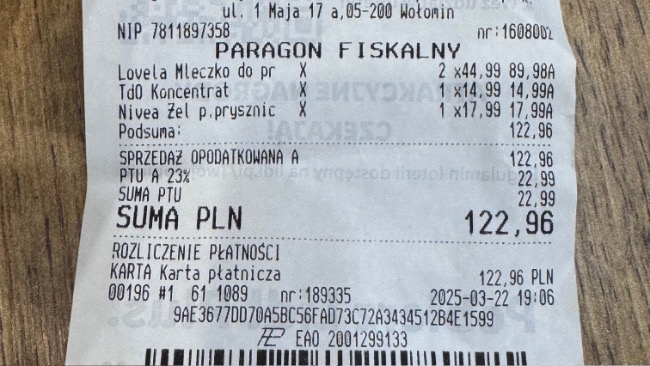 ul. 1 Maja 17 a,05-200 Wołomin
NIP 7811897358 nr:160800
PARAGON FISKALNY
Lovela Mleczko do pr X 2 x44,99 89,98A
TdO Koncentrat X 1 x14,99 14,99A
Nivea Żel p.prysznic X 1 x17,99 17,99A
Podsuma: 122,96
SPRZEDAŻ OPODATKOWANA A 122,96
PTU A 23% 22,99
SUMA PTU 22,99
SUMA PLN 122,96
ROZLICZENIE PŁATNOŚCI
KARTA Karta płatnicza 122,96 PLN
00196 #1 61 1089 nr:189335 2025-03-22 19:06
9AE3677DD70A5BC56FAD73C72A3434512B4E1599
EAO 2001299133